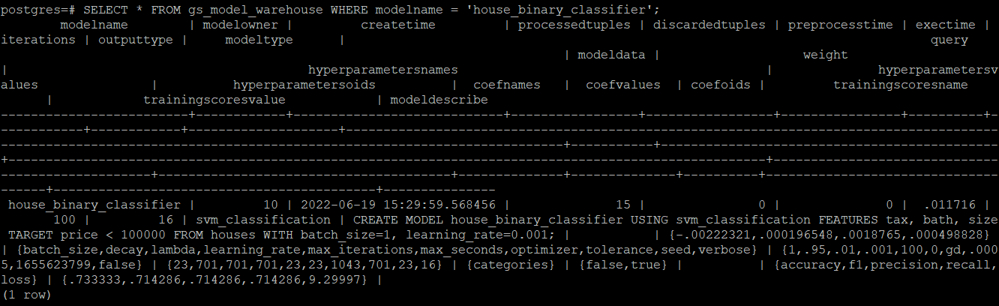 postgres=# SELECT * FROM gs_model_warehouse WHERE modelname = 'house_binary_classifier';
        modelname         | modelowner |         createtime         | processedtuples | discardedtuples | preprocesstime | exectime |
iterations | outputtype |     modeltype      |                                                                              query
                                                                           | modeldata |                   weight
|                                        hyperparametersnames                                         |              hyperparametersv
alues               |          hyperparametersoids          |  coefnames   |  coefvalues  | coefoids |         trainingscoresname
      |            trainingscoresvalue            | modeldescribe
-------------------------+------------+----------------------------+-----------------+-----------------+----------------+----------+-
-----------+------------+--------------------+---------------------------------------------------------------------------------------
---------------------------------------------------------------------------+-----------+---------------------------------------------
+-----------------------------------------------------------------------------------------------------+------------------------------
--------------------+---------------------------------------+--------------+--------------+----------+-------------------------------
------+-------------------------------------------+---------------
 house_binary_classifier |         10 | 2022-06-19 15:29:59.568456 |              15 |               0 |              0 |  .011716 |
       100 |         16 | svm_classification | CREATE MODEL house_binary_classifier USING svm_classification FEATURES tax, bath, size
 TARGET price < 100000 FROM houses WITH batch_size=1, learning_rate=0.001; |           | {-.00222321,.000196548,.0018765,.000498828}
| {batch_size,decay,lambda,learning_rate,max_iterations,max_seconds,optimizer,tolerance,seed,verbose} | {1,.95,.01,.001,100,0,gd,.000
5,1655623799,false} | {23,701,701,701,23,23,1043,701,23,16} | {categories} | {false,true} |          | {accuracy,f1,precision,recall,
loss} | {.733333,.714286,.714286,.714286,9.29997} |
(1 row)